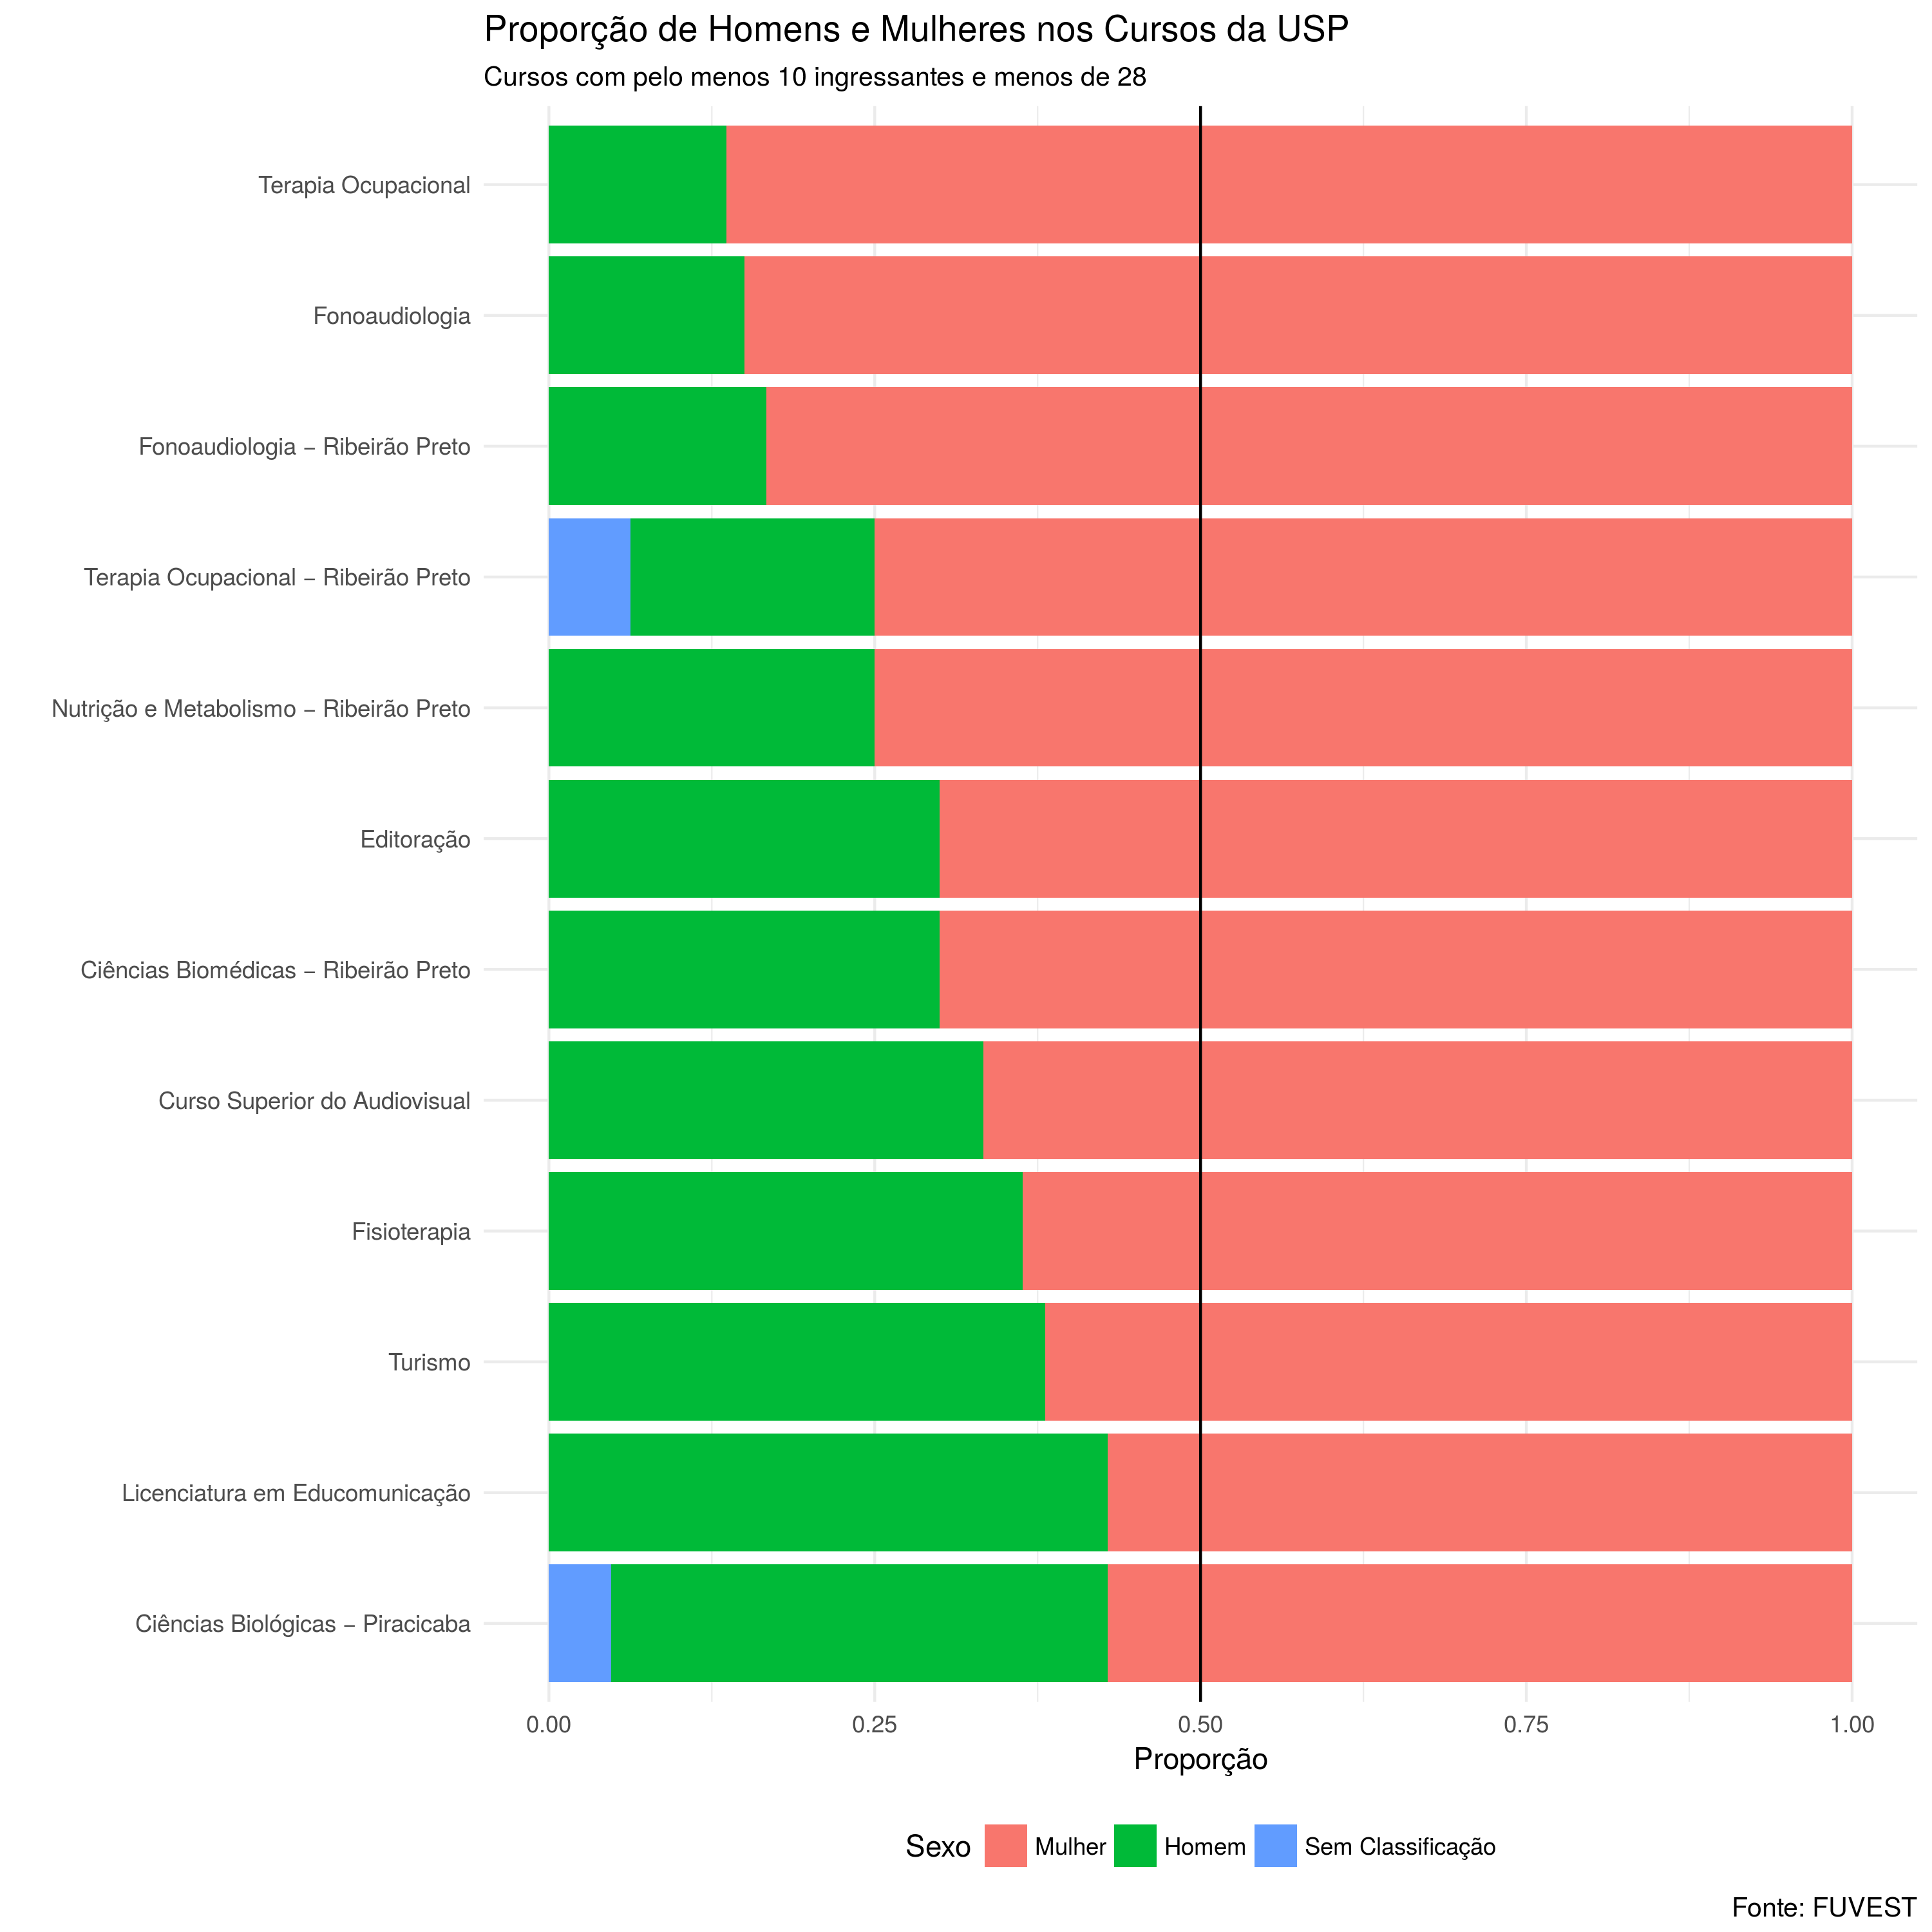 Proporção de Homens e Mulheres nos Cursos da USP
Cursos com pelo menos 10 ingressantes e menos de 28
Terapia Ocupacional
Fonoaudiologia
Fonoaudiologia − Ribeirão Preto
Terapia Ocupacional − Ribeirão Preto
Nutrição e Metabolismo − Ribeirão Preto
Editoração
Ciências Biomédicas − Ribeirão Preto
Curso Superior do Audiovisual
Fisioterapia
Turismo
Licenciatura em Educomunicação
Ciências Biológicas − Piracicaba
0.00 0.25 0.50 0.75 1.00
Proporção
Sexo Mulher Homem Sem Classificação
Fonte: FUVEST